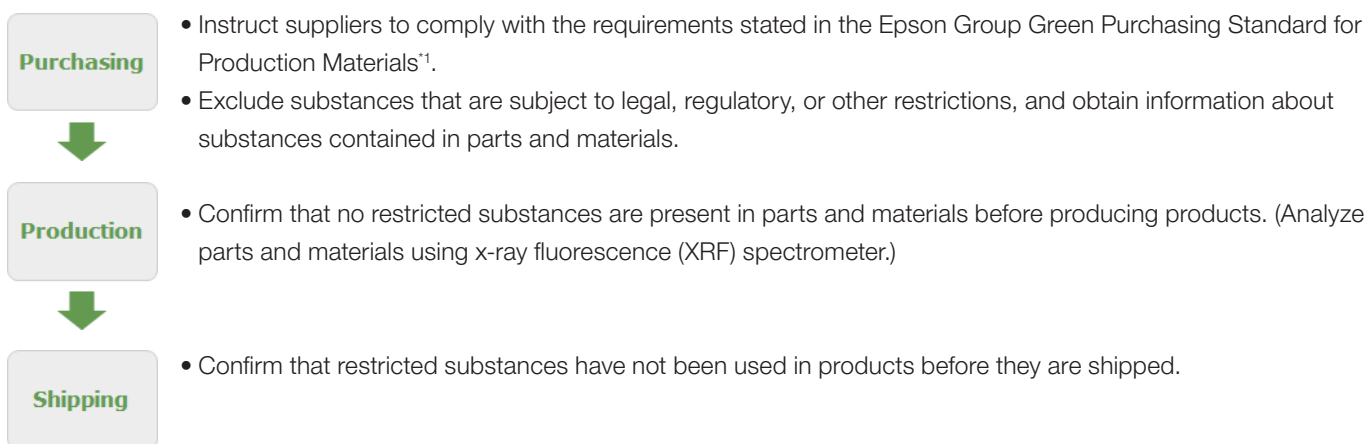 Purchasing
• Instruct suppliers to comply with the requirements stated in the Epson Group Green Purchasing Standard for
Production Materials*1.
• Exclude substances that are subject to legal, regulatory, or other restrictions, and obtain information about
substances contained in parts and materials.
Production
• Confirm that no restricted substances are present in parts and materials before producing products. (Analyze
parts and materials using x-ray fluorescence (XRF) spectrometer.)
Shipping
• Confirm that restricted substances have not been used in products before they are shipped.